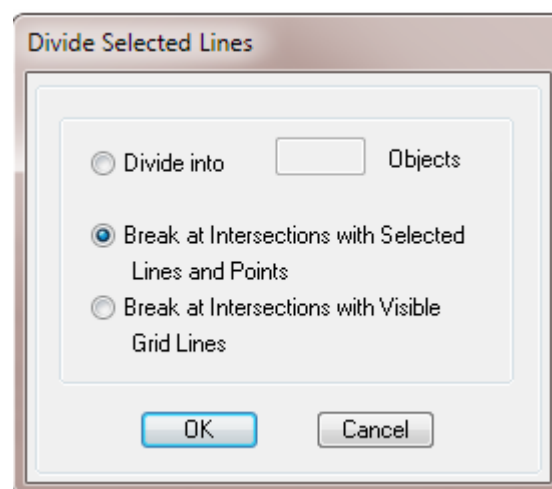 Divide Selected Lines
Divide into Objects
Break at Intersections with Selected
Lines and Points
Break at Intersections with Visible
Grid Lines
OK Cancel